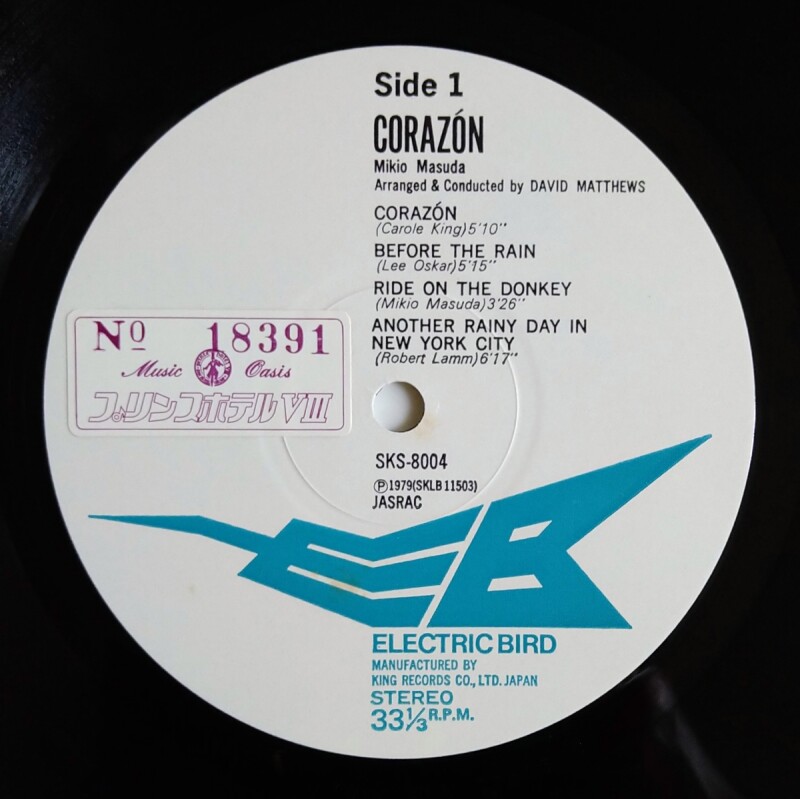 Side 1
CORAZÓN
Mikio Masuda
Arranged & Conducted by DAVID MATTHEWS
CORAZÓN
(Carole King)5'10"
BEFORE THE RAIN
(Lee Oskar)5'15"
RIDE ON THE DONKEY
(Mikio Masuda)3'26"
ANOTHER RAINY DAY IN
NEW YORK CITY
(Robert Lamm)6'17"
No 18391
Music Oasis
プリンスホテルVIII
SKS-8004
Ⓟ1979(SKLB11503)
JASRAC
EB
ELECTRIC BIRD
MANUFACTURED BY
KING RECORDS CO., LTD. JAPAN
STEREO
33⅓ R.P.M.